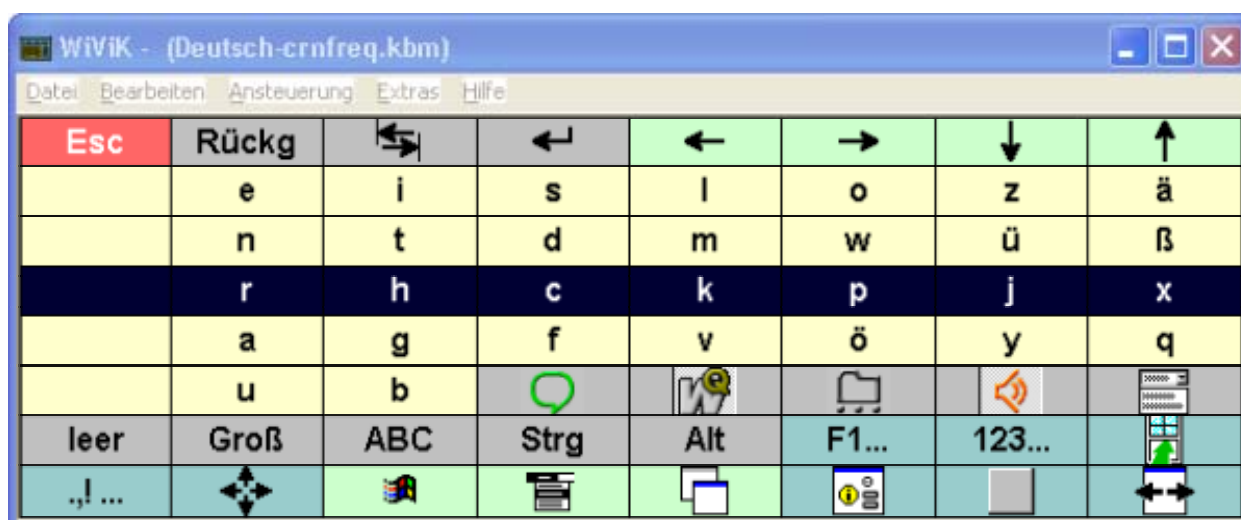 WiViK - (Deutsch-crnfreq.kbm)
Datei Bearbeiten Ansteuerung Extras Hilfe
Esc Rückg
e i s l o z ä
n t d m w ü ß
r h c k p j x
a g f v ö y q
u b
leer Groß ABC Strg Alt F1... 123...
.,! ...